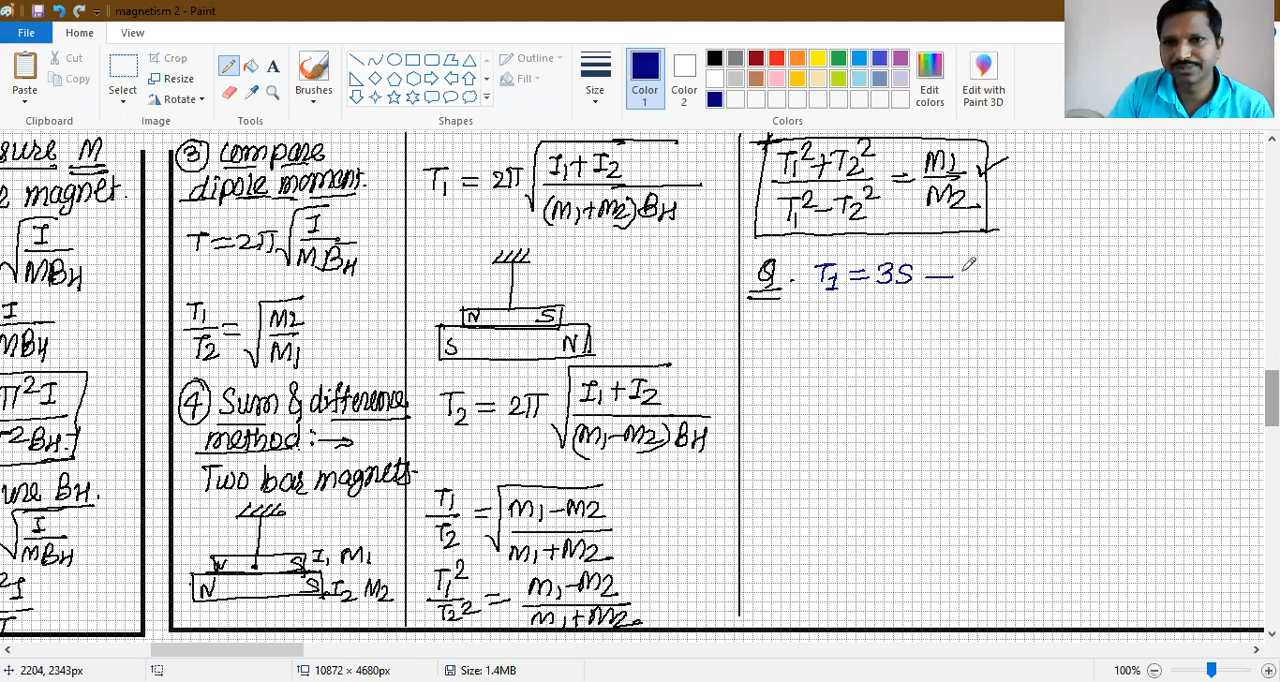 magnetism 2 - Paint
File Home View
Paste Cut Copy Clipboard
Select Crop Resize Rotate Image
Tools
Brushes
Outline Fill Shapes
Size
Color 1 Color 2 Edit colors Edit with Paint 3D Colors
sure M
magnet.
√I/MBH
I
MBH
π²I
BH.
ure BH.
√I/MBH
③ compare
dipole moment.
T = 2π√I/MBH
T1/T2 = √M2/M1
④ Sum & difference
method :→
Two bar magnets
N S I1 M1
N S I2 M2
T1 = 2π√I1+I2/(M1+M2)BH
N S
S N
T2 = 2π√I1+I2/(M1-M2)BH
T1/T2 = √M1-M2/M1+M2
T1²/T2² = M1-M2/M1+M2
T1²+T2²/T1²-T2² = M1/M2 ✓
Q. T1 = 3S —
2204, 2343px 10872 × 4680px Size: 1.4MB 100%